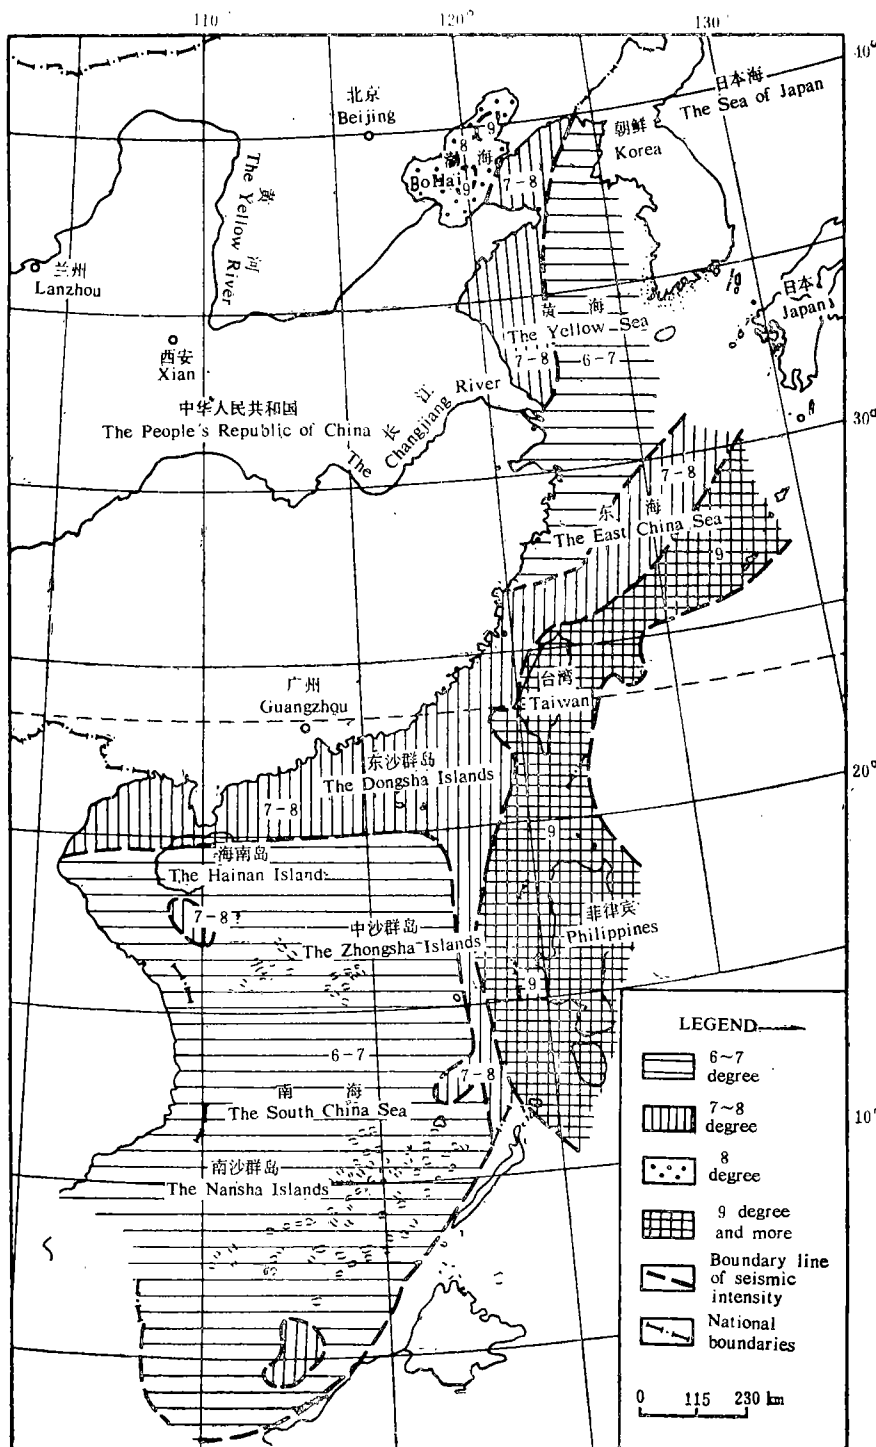 110°
120°
130°
40°
日本海
The Sea of Japan
北京
Beijing
朝鲜
Korea
9
8
渤海
BoHai
9
7-8
黄河
The Yellow River
兰州
Lanzhou
日本
Japan
黄海
The Yellow Sea
7-8
6-7
西安
Xian
中华人民共和国
The People's Republic of China
长江
The Changjiang River
30°
7-8
东海
The East China Sea
9
台湾
Taiwan
广州
Guangzhou
东沙群岛
The Dongsha Islands
20°
7-8
9
海南岛
The Hainan Island
7-8?
菲律宾
Philippines
中沙群岛
The Zhongsha Islands
9
6-7
7-8
南海
The South China Sea
10°
南沙群岛
The Nansha Islands
LEGEND
6~7
degree
7~8
degree
8
degree
9 degree
and more
Boundary line
of seismic
intensity
National
boundaries
0 115 230 km